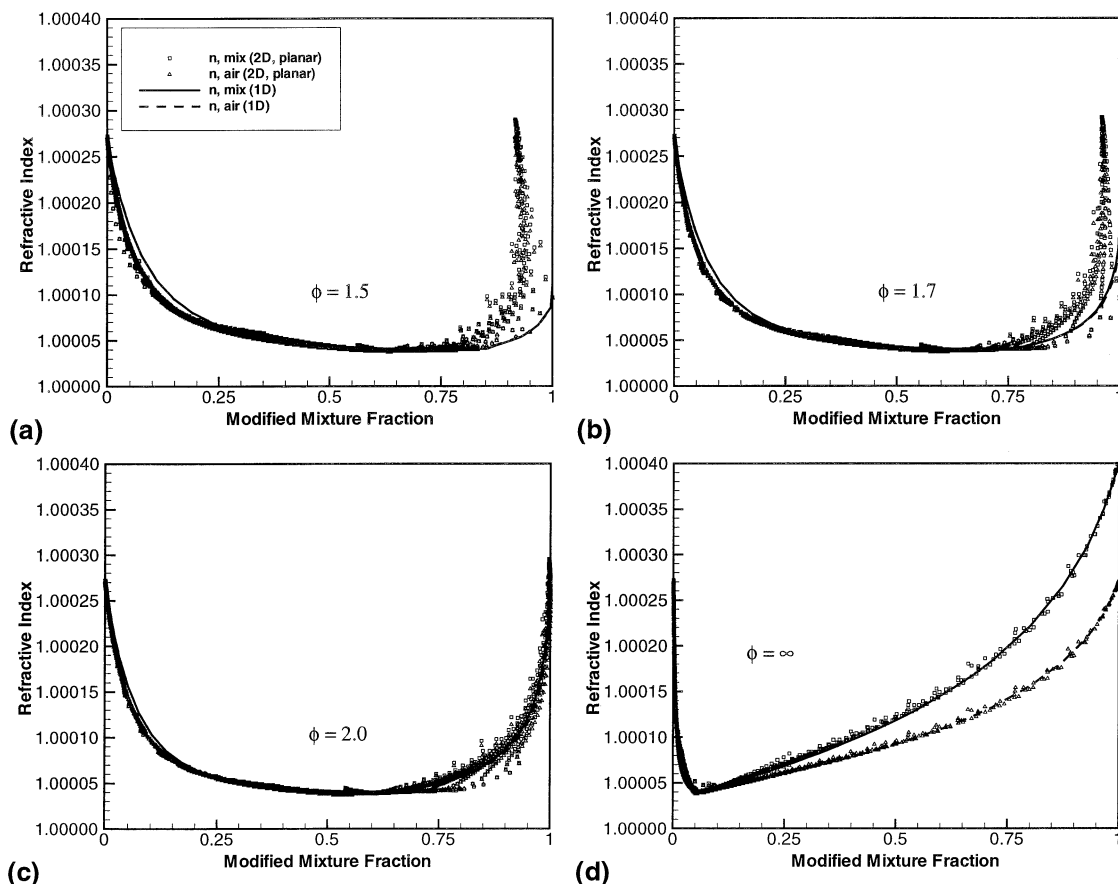 1.00040
1.00035
1.00030
1.00025
1.00020
1.00015
1.00010
1.00005
1.00000
Refractive Index
n, mix (2D, planar)
n, air (2D, planar)
n, mix (1D)
n, air (1D)
ϕ = 1.5
0 0.25 0.5 0.75 1
Modified Mixture Fraction
(a)
1.00040
1.00035
1.00030
1.00025
1.00020
1.00015
1.00010
1.00005
1.00000
Refractive Index
ϕ = 1.7
0 0.25 0.5 0.75 1
Modified Mixture Fraction
(b)
1.00040
1.00035
1.00030
1.00025
1.00020
1.00015
1.00010
1.00005
1.00000
Refractive Index
ϕ = 2.0
0 0.25 0.5 0.75 1
Modified Mixture Fraction
(c)
1.00040
1.00035
1.00030
1.00025
1.00020
1.00015
1.00010
1.00005
1.00000
Refractive Index
ϕ = ∞
0 0.25 0.5 0.75 1
Modified Mixture Fraction
(d)